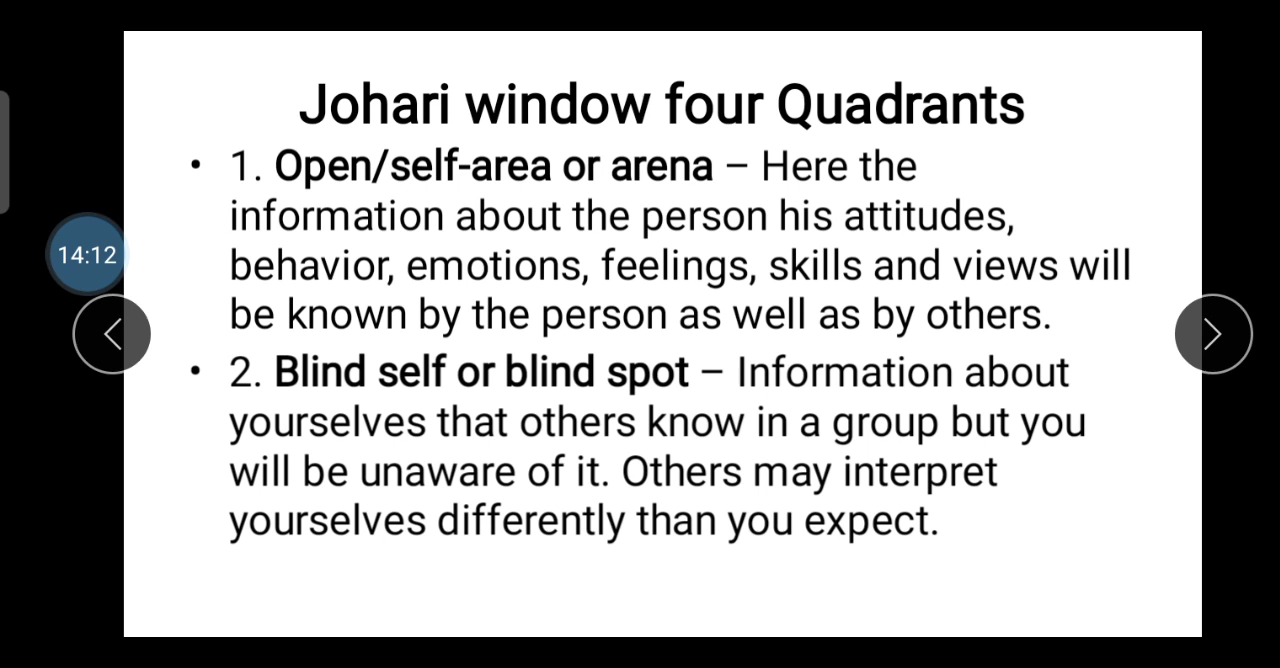 Johari window four Quadrants
• 1. Open/self-area or arena – Here the
information about the person his attitudes,
behavior, emotions, feelings, skills and views will
be known by the person as well as by others.
14:12
• 2. Blind self or blind spot – Information about
yourselves that others know in a group but you
will be unaware of it. Others may interpret
yourselves differently than you expect.